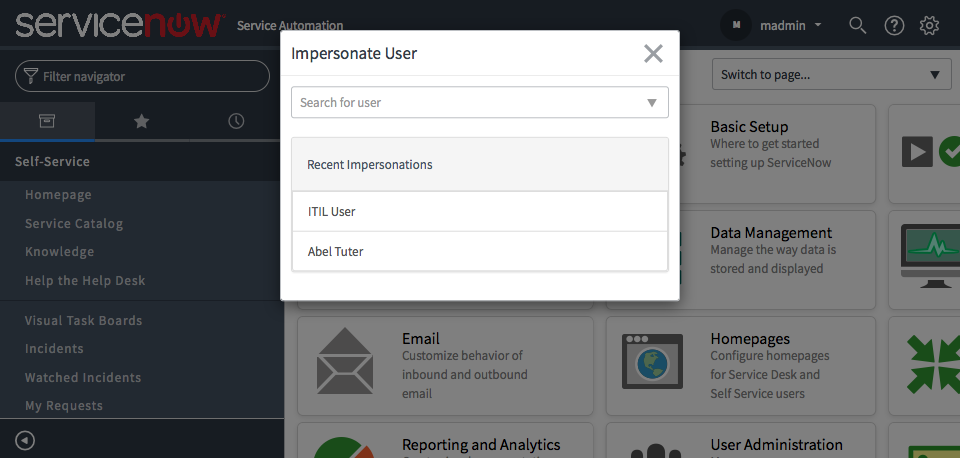 servicenow Service Automation
M madmin
Filter navigator
Self-Service
Homepage
Service Catalog
Knowledge
Help the Help Desk
Visual Task Boards
Incidents
Watched Incidents
My Requests
Impersonate User
Search for user
Recent Impersonations
ITIL User
Abel Tuter
Switch to page...
Basic Setup
Where to get started
setting up ServiceNow
Data Management
Manage the way data is
stored and displayed
Email
Customize behavior of
inbound and outbound
email
Homepages
Configure homepages
for Service Desk and
Self Service users
Reporting and Analytics
User Administration